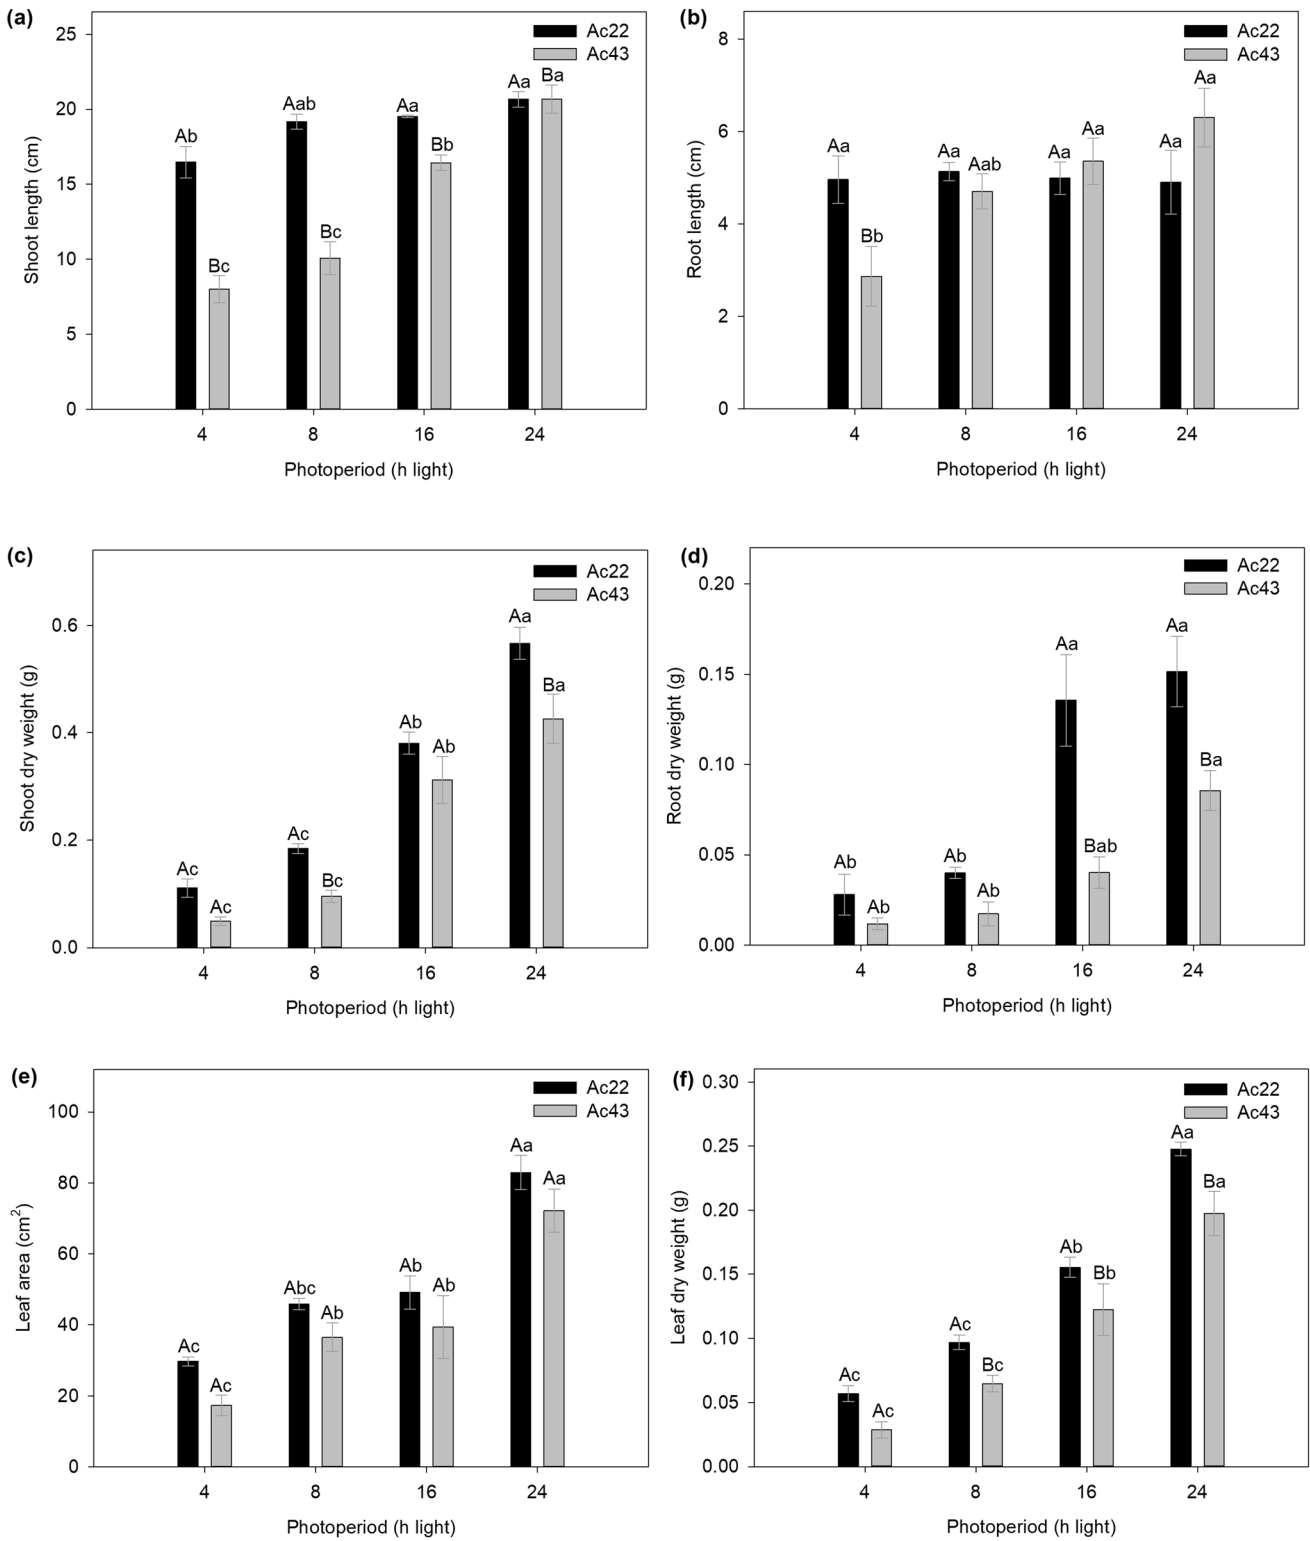 (a)
Ac22
Ac43
Shoot length (cm)
25
20
15
10
5
0
Ab
Bc
Aab
Bc
Aa
Bb
Aa
Ba
4
8
16
24
Photoperiod (h light)
(b)
Ac22
Ac43
Root length (cm)
8
6
4
2
0
Aa
Bb
Aa
Aab
Aa
Aa
Aa
Aa
4
8
16
24
Photoperiod (h light)
(c)
Ac22
Ac43
Shoot dry weight (g)
0.6
0.4
0.2
0.0
Ac
Ac
Ac
Bc
Ab
Ab
Aa
Ba
4
8
16
24
Photoperiod (h light)
(d)
Ac22
Ac43
Root dry weight (g)
0.20
0.15
0.10
0.05
0.00
Ab
Ab
Ab
Ab
Aa
Bab
Aa
Ba
4
8
16
24
Photoperiod (h light)
(e)
Ac22
Ac43
Leaf area (cm²)
100
80
60
40
20
0
Ac
Ac
Abc
Ab
Ab
Ab
Aa
Aa
4
8
16
24
Photoperiod (h light)
(f)
Ac22
Ac43
Leaf dry weight (g)
0.30
0.25
0.20
0.15
0.10
0.05
0.00
Ac
Ac
Ac
Bc
Ab
Bb
Aa
Ba
4
8
16
24
Photoperiod (h light)